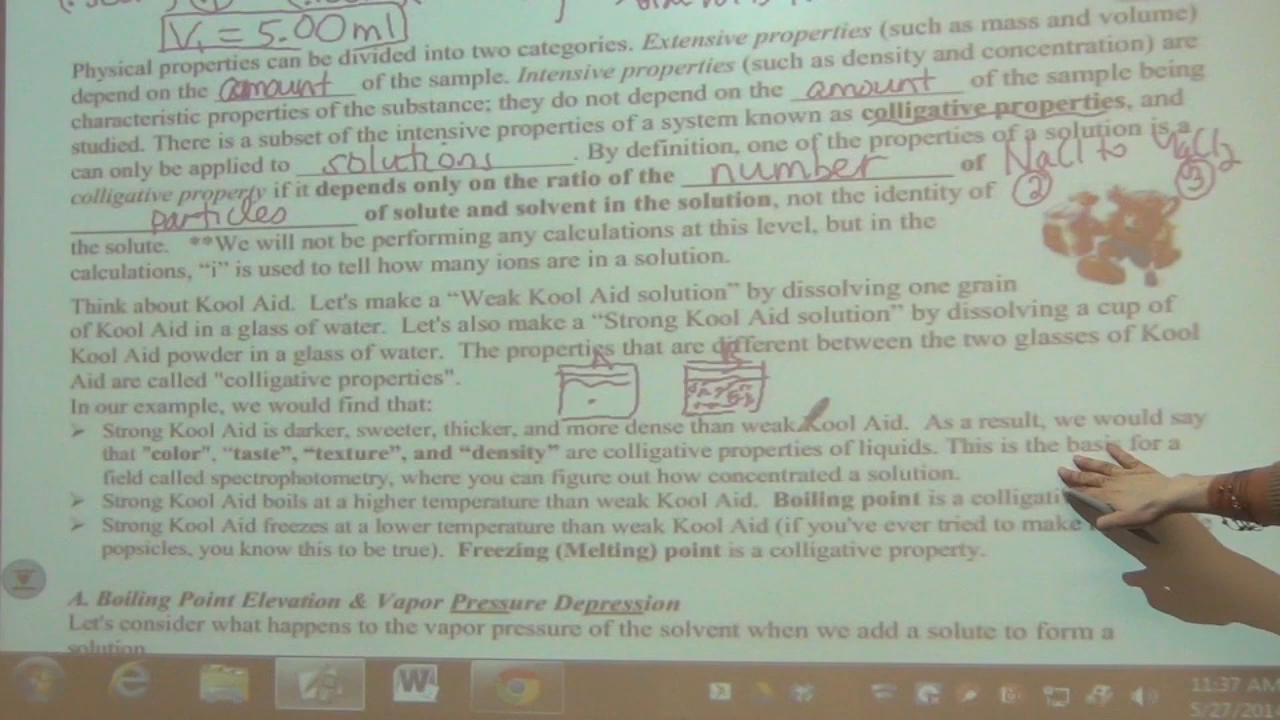 V₁ = 5.00 ml
Physical properties can be divided into two categories. Extensive properties (such as mass and volume)
depend on the amount of the sample. Intensive properties (such as density and concentration) are
characteristic properties of the substance; they do not depend on the amount of the sample being
studied. There is a subset of the intensive properties of a system known as colligative properties, and
can only be applied to solutions. By definition, one of the properties of a solution is a
colligative property if it depends only on the ratio of the number of NaCl to CaCl₂
particles of solute and solvent in the solution, not the identity of 2 3
the solute. **We will not be performing any calculations at this level, but in the
calculations, “i” is used to tell how many ions are in a solution.
Think about Kool Aid. Let's make a “Weak Kool Aid solution” by dissolving one grain
of Kool Aid in a glass of water. Let's also make a “Strong Kool Aid solution” by dissolving a cup of
Kool Aid powder in a glass of water. The properties that are different between the two glasses of Kool
Aid are called "colligative properties".
A B
In our example, we would find that:
➢ Strong Kool Aid is darker, sweeter, thicker, and more dense than weak Kool Aid. As a result, we would say
that "color", “taste”, “texture”, and “density” are colligative properties of liquids. This is the basis for a
field called spectrophotometry, where you can figure out how concentrated a solution.
➢ Strong Kool Aid boils at a higher temperature than weak Kool Aid. Boiling point is a colligati
➢ Strong Kool Aid freezes at a lower temperature than weak Kool Aid (if you've ever tried to make
popsicles, you know this to be true). Freezing (Melting) point is a colligative property.
A. Boiling Point Elevation & Vapor Pressure Depression
Let's consider what happens to the vapor pressure of the solvent when we add a solute to form a
solution
11:37 AM